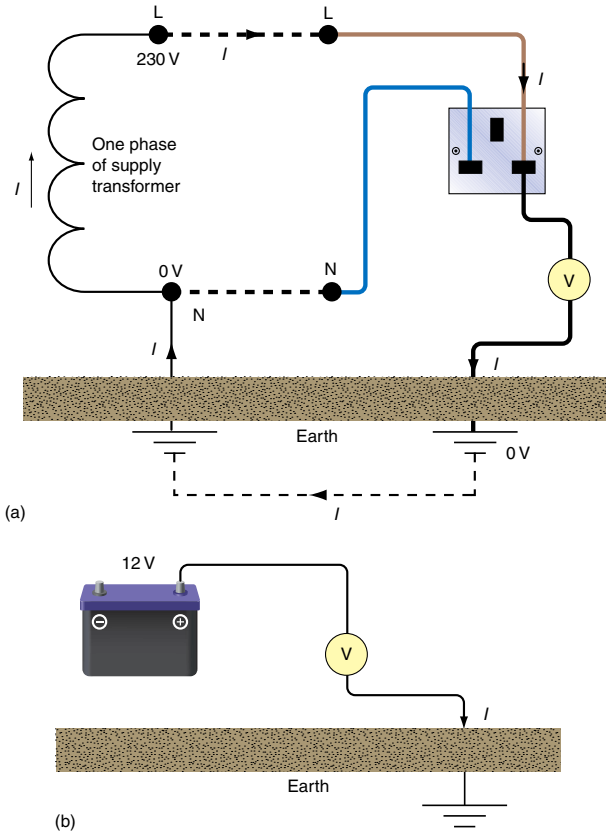 L
L
230 V
I
I
One phase
of supply
transformer
I
0 V
N
N
V
I
I
Earth
0 V
I
(a)
12 V
− +
V
I
Earth
(b)